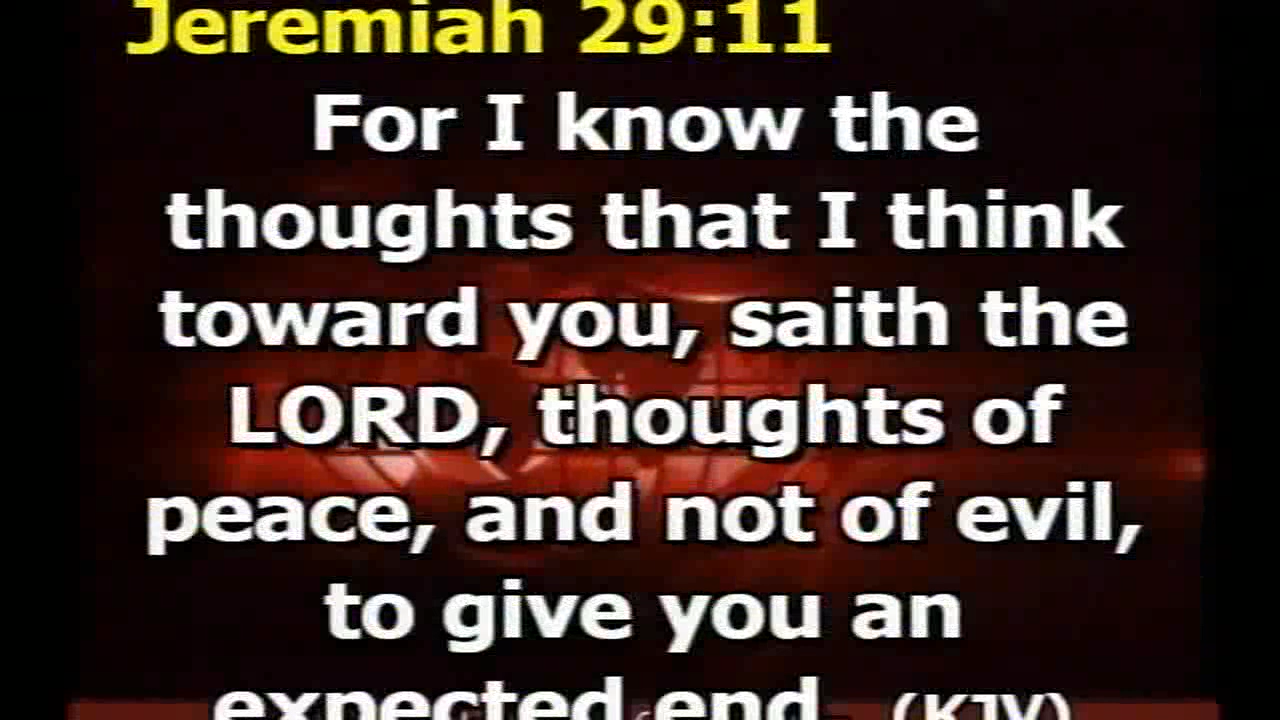 Jeremiah 29:11
For I know the
thoughts that I think
toward you, saith the
LORD, thoughts of
peace, and not of evil,
to give you an
expected end. (KJV)